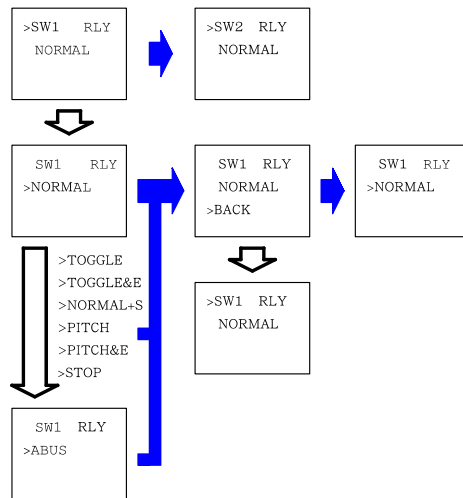 >SW1 RLY
NORMAL
>SW2 RLY
NORMAL
SW1 RLY
>NORMAL
SW1 RLY
NORMAL
>BACK
SW1 RLY
>NORMAL
>TOGGLE
>TOGGLE&E
>NORMAL+S
>PITCH
>PITCH&E
>STOP
>SW1 RLY
NORMAL
SW1 RLY
>ABUS